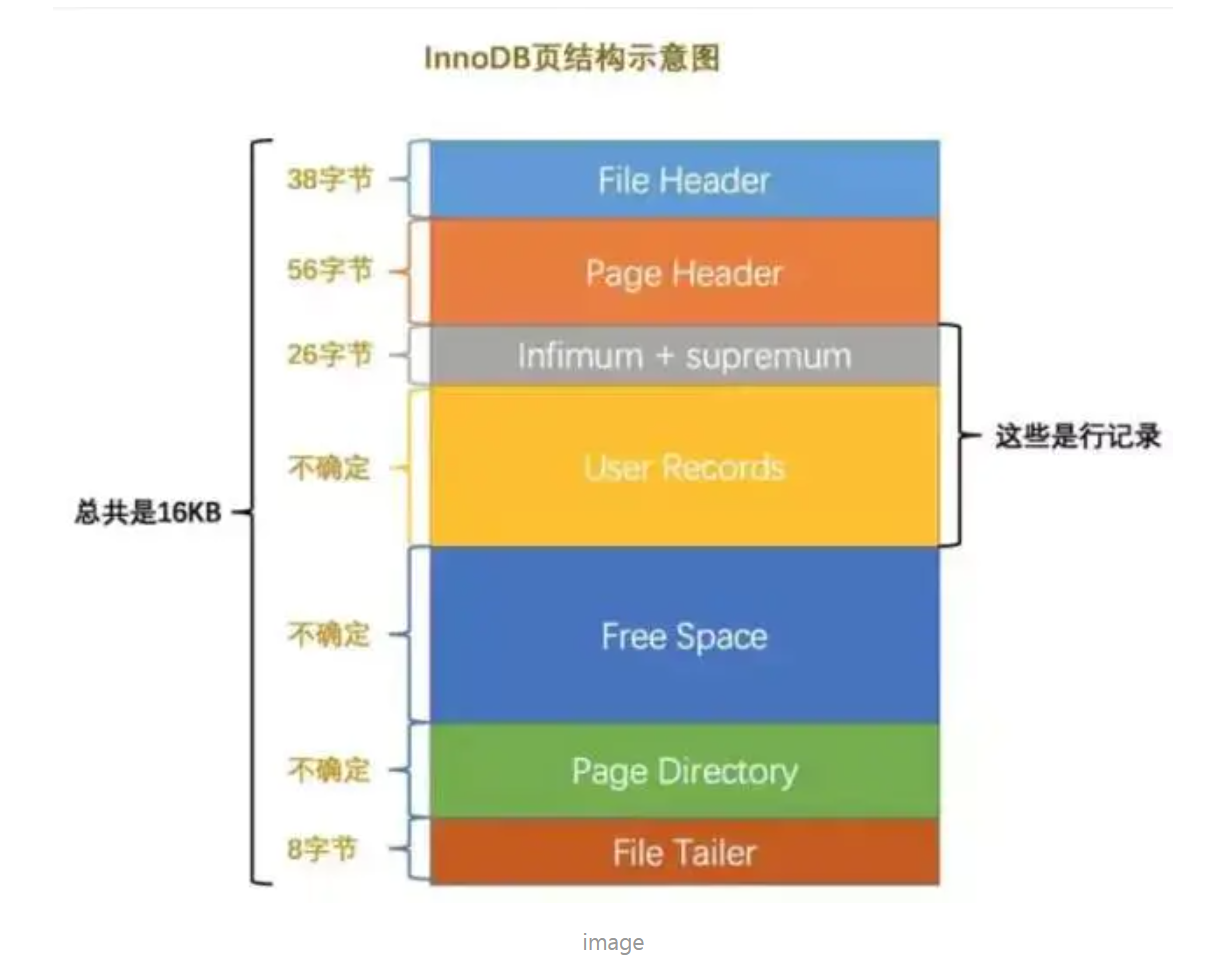 InnoDB页结构示意图
38字节
File Header
56字节
Page Header
26字节
Infimum + supremum
不确定
User Records
这些是行记录
总共是16KB
不确定
Free Space
不确定
Page Directory
8字节
File Tailer
image